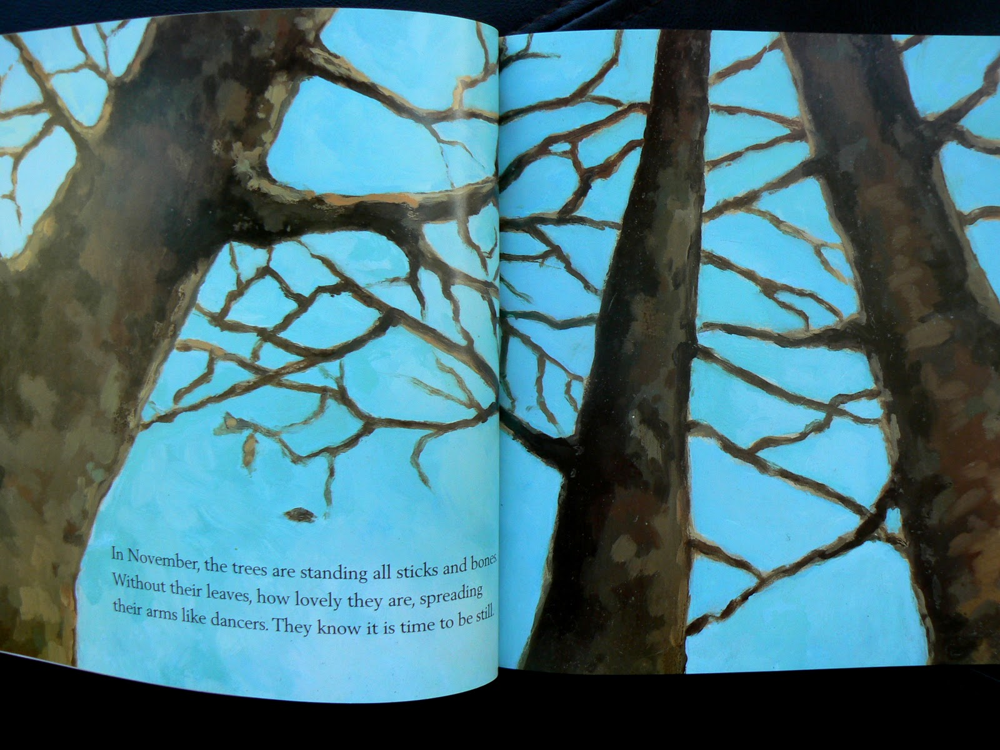 In November, the trees are standing all sticks and bones.
Without their leaves, how lovely they are, spreading
their arms like dancers. They know it is time to be still.